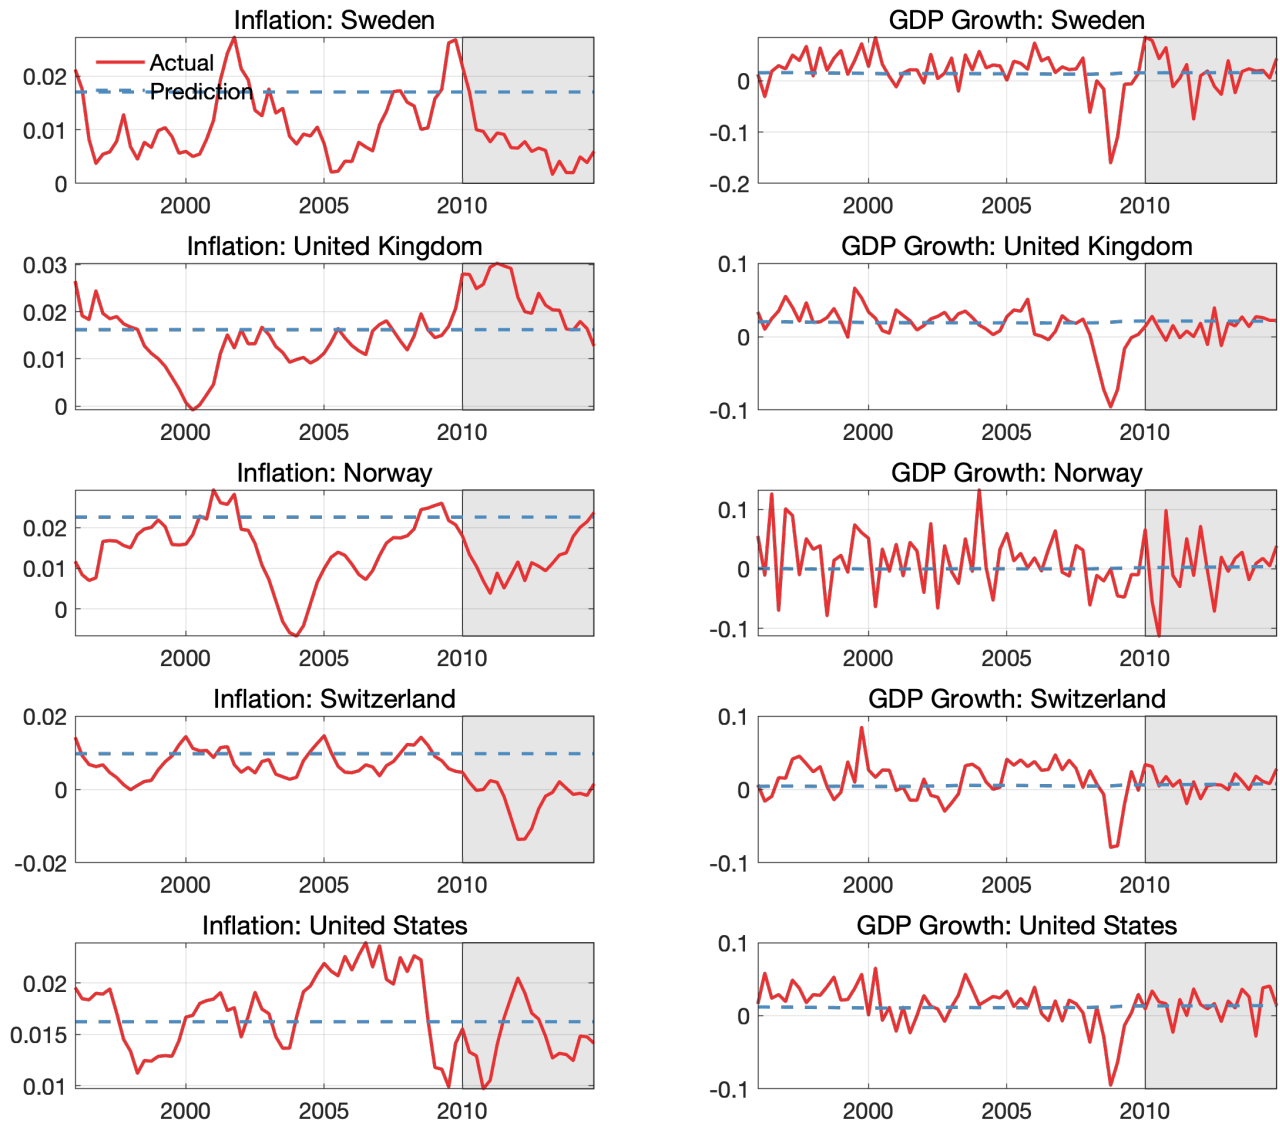 Inflation: Sweden
0.02
0.01
0
Actual
Prediction
2000 2005 2010
GDP Growth: Sweden
0
-0.1
-0.2
2000 2005 2010
Inflation: United Kingdom
0.03
0.02
0.01
0
2000 2005 2010
GDP Growth: United Kingdom
0.1
0
-0.1
2000 2005 2010
Inflation: Norway
0.02
0.01
0
2000 2005 2010
GDP Growth: Norway
0.1
0
-0.1
2000 2005 2010
Inflation: Switzerland
0.02
0
-0.02
2000 2005 2010
GDP Growth: Switzerland
0.1
0
-0.1
2000 2005 2010
Inflation: United States
0.02
0.015
0.01
2000 2005 2010
GDP Growth: United States
0.1
0
-0.1
2000 2005 2010